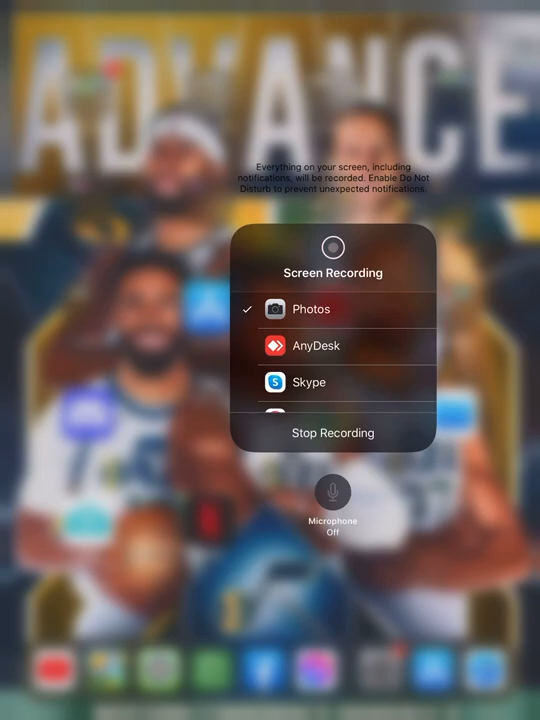 ADVANCE
Everything on your screen, including
notifications, will be recorded. Enable Do Not
Disturb to prevent unexpected notifications.
Screen Recording
Photos
AnyDesk
Skype
Stop Recording
Microphone
Off